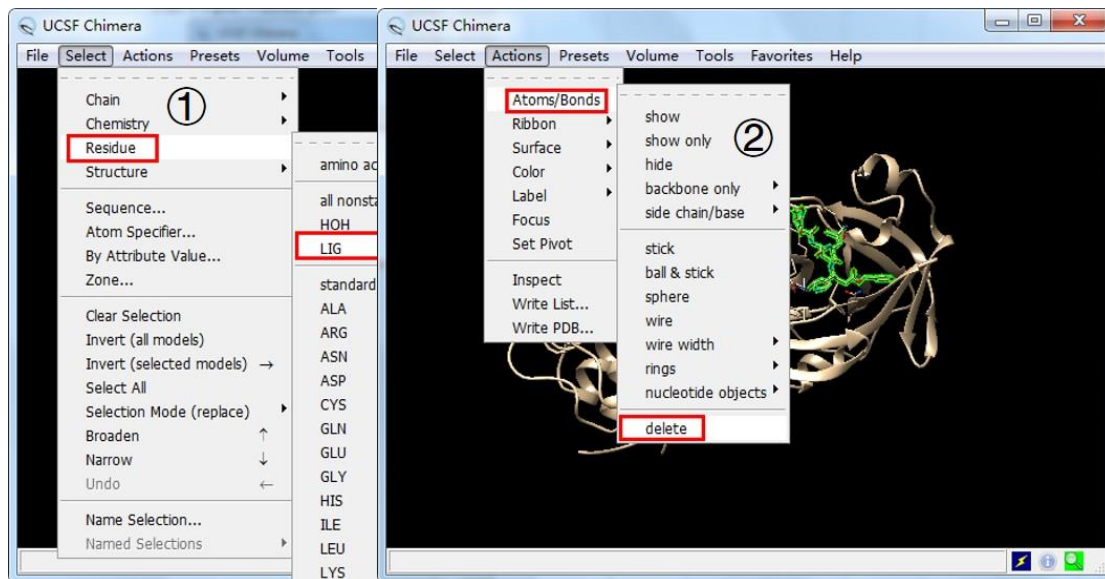 UCSF Chimera
File Select Actions Presets Volume Tools
Chain
①
Chemistry
Residue
Structure
Sequence...
Atom Specifier...
By Attribute Value...
Zone...
Clear Selection
Invert (all models)
Invert (selected models) →
Select All
Selection Mode (replace)
Broaden ↑
Narrow ↓
Undo ←
Name Selection...
Named Selections
amino ac
all nonsta
HOH
LIG
standard
ALA
ARG
ASN
ASP
CYS
GLN
GLU
GLY
HIS
ILE
LEU
LYS
UCSF Chimera
File Select Actions Presets Volume Tools Favorites Help
Atoms/Bonds
Ribbon
Surface
Color
Label
Focus
Set Pivot
Inspect
Write List...
Write PDB...
show
show only
②
hide
backbone only
side chain/base
stick
ball & stick
sphere
wire
wire width
rings
nucleotide objects
delete